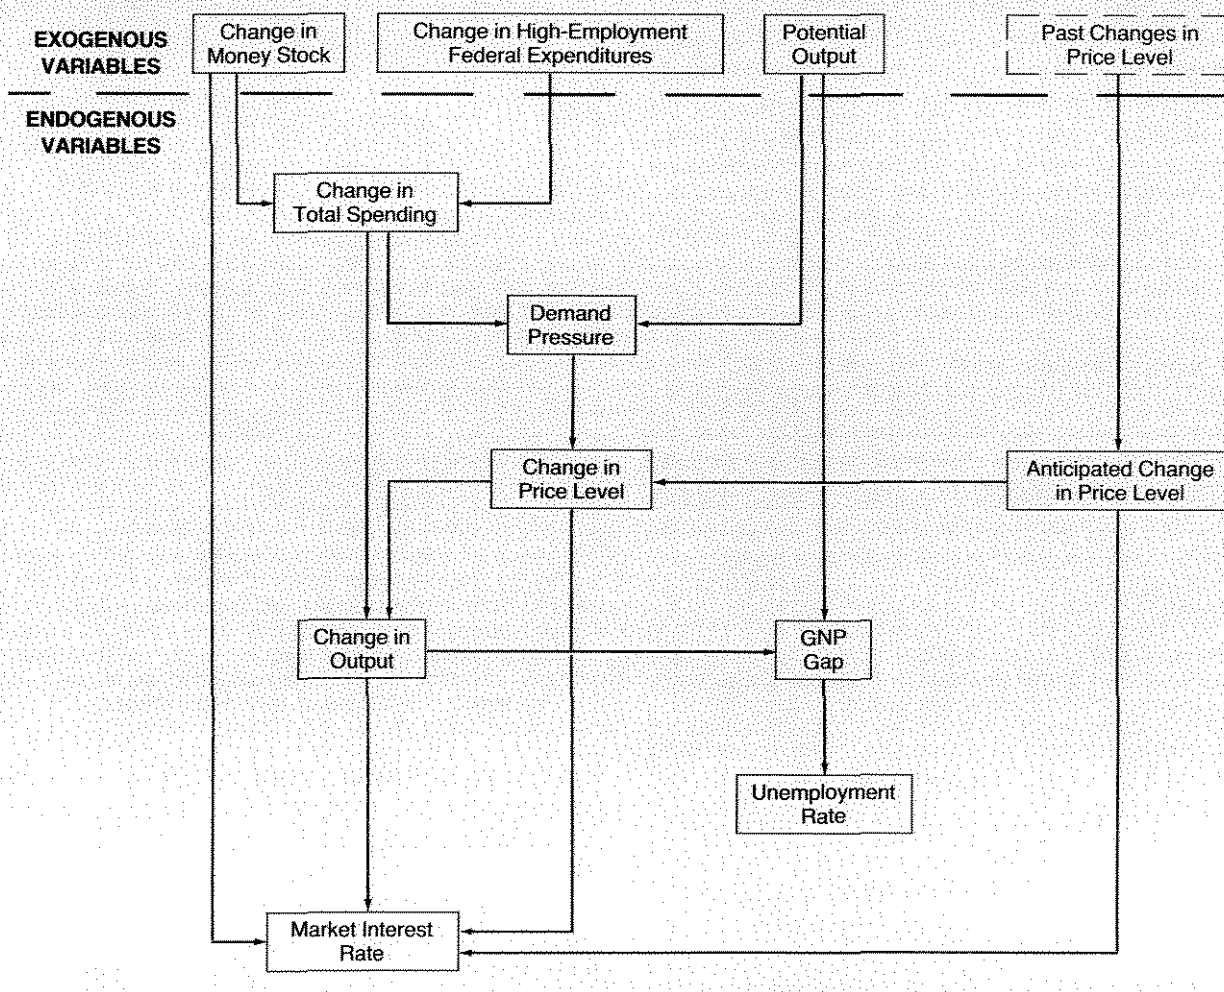 EXOGENOUS
VARIABLES
Change in
Money Stock
Change in High-Employment
Federal Expenditures
Potential
Output
Past Changes in
Price Level
ENDOGENOUS
VARIABLES
Change in
Total Spending
Demand
Pressure
Change in
Price Level
Anticipated Change
in Price Level
Change in
Output
GNP
Gap
Unemployment
Rate
Market Interest
Rate